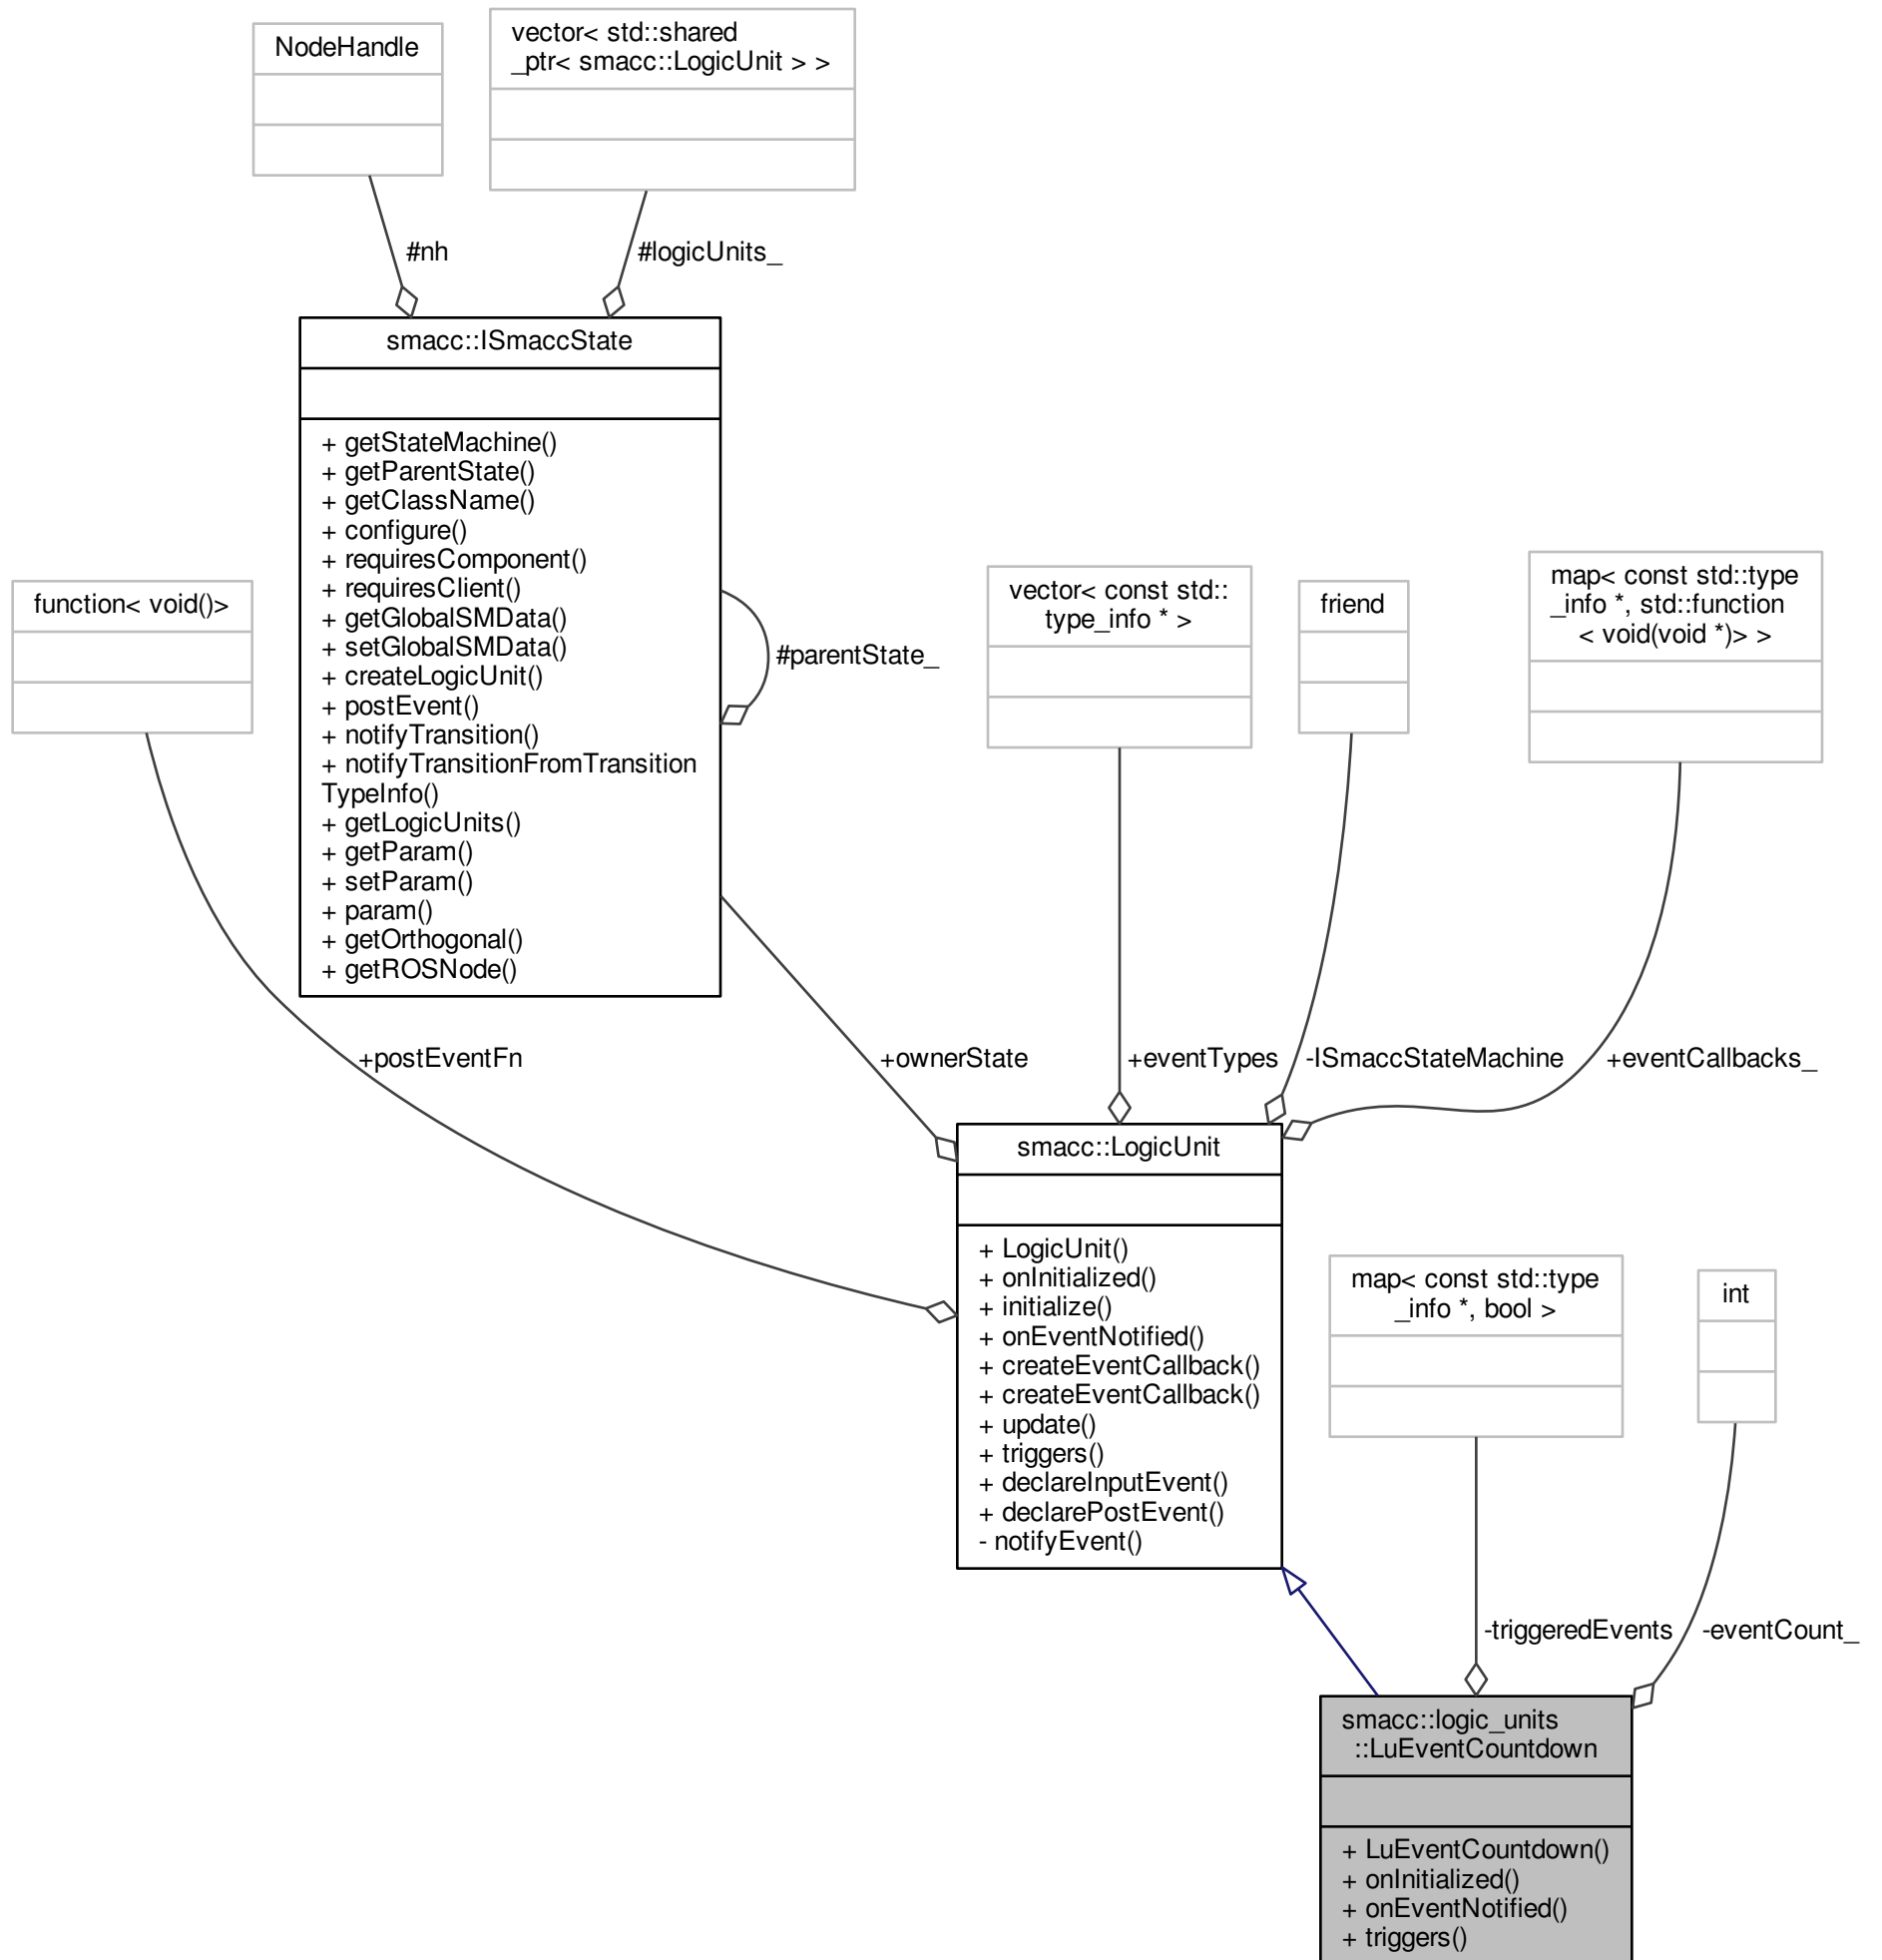 NodeHandle
vector< std::shared
_ptr< smacc::LogicUnit > >
#nh
#logicUnits_
smacc::ISmaccState
+ getStateMachine()
+ getParentState()
+ getClassName()
+ configure()
+ requiresComponent()
+ requiresClient()
+ getGlobalSMData()
+ setGlobalSMData()
+ createLogicUnit()
+ postEvent()
+ notifyTransition()
+ notifyTransitionFromTransition
TypeInfo()
+ getLogicUnits()
+ getParam()
+ setParam()
+ param()
+ getOrthogonal()
+ getROSNode()
#parentState_
function< void()>
vector< const std::
type_info * >
friend
map< const std::type
_info *, std::function
< void(void *)> >
+postEventFn
+ownerState
+eventTypes
-ISmaccStateMachine
+eventCallbacks_
smacc::LogicUnit
+ LogicUnit()
+ onInitialized()
+ initialize()
+ onEventNotified()
+ createEventCallback()
+ createEventCallback()
+ update()
+ triggers()
+ declareInputEvent()
+ declarePostEvent()
- notifyEvent()
map< const std::type
_info *, bool >
int
-triggeredEvents
-eventCount_
smacc::logic_units
::LuEventCountdown
+ LuEventCountdown()
+ onInitialized()
+ onEventNotified()
+ triggers()